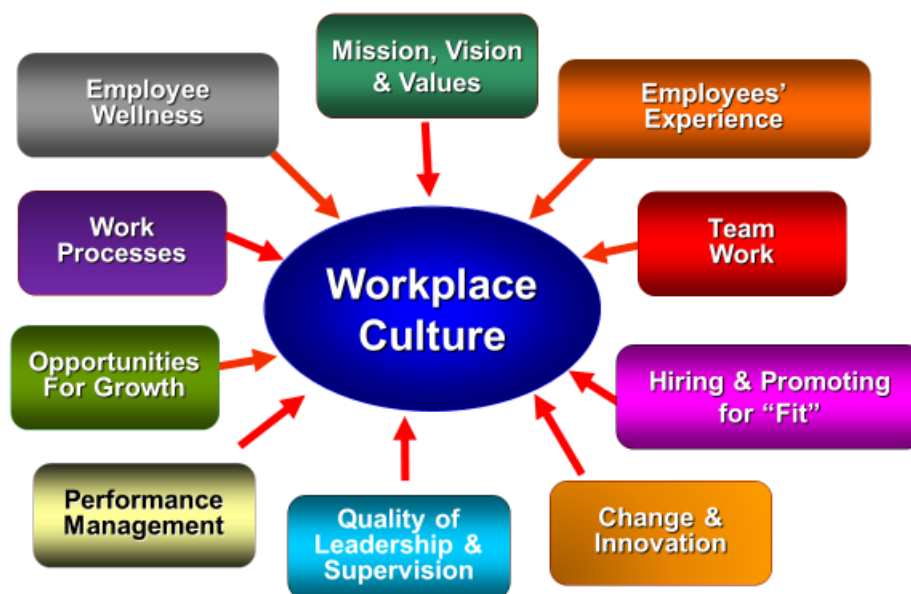 Mission, Vision
& Values
Employee
Wellness
Employees’
Experience
Work
Processes
Team
Work
Workplace
Culture
Opportunities
For Growth
Hiring & Promoting
for “Fit”
Performance
Management
Quality of
Leadership &
Supervision
Change &
Innovation